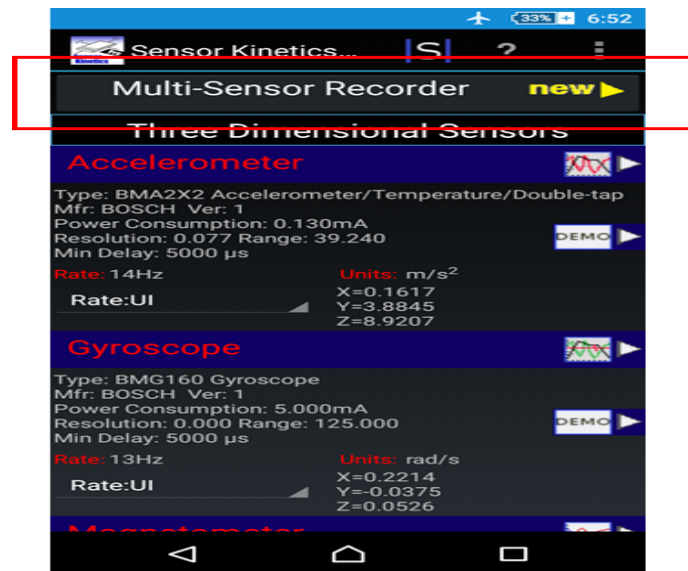 33% 6:52
Kinetics Sensor Kinetics... |S| ?
Multi-Sensor Recorder new
Three Dimensional Sensors
Accelerometer
Type: BMA2X2 Accelerometer/Temperature/Double-tap
Mfr: BOSCH Ver: 1
Power Consumption: 0.130mA
Resolution: 0.077 Range: 39.240
DEMO
Min Delay: 5000 µs
Rate: 14Hz Units: m/s²
Rate:UI
X=0.1617
Y=3.8845
Z=8.9207
Gyroscope
Type: BMG160 Gyroscope
Mfr: BOSCH Ver: 1
Power Consumption: 5.000mA
Resolution: 0.000 Range: 125.000
DEMO
Min Delay: 5000 µs
Rate: 13Hz Units: rad/s
Rate:UI
X=0.2214
Y=-0.0375
Z=0.0526
Magnetometer